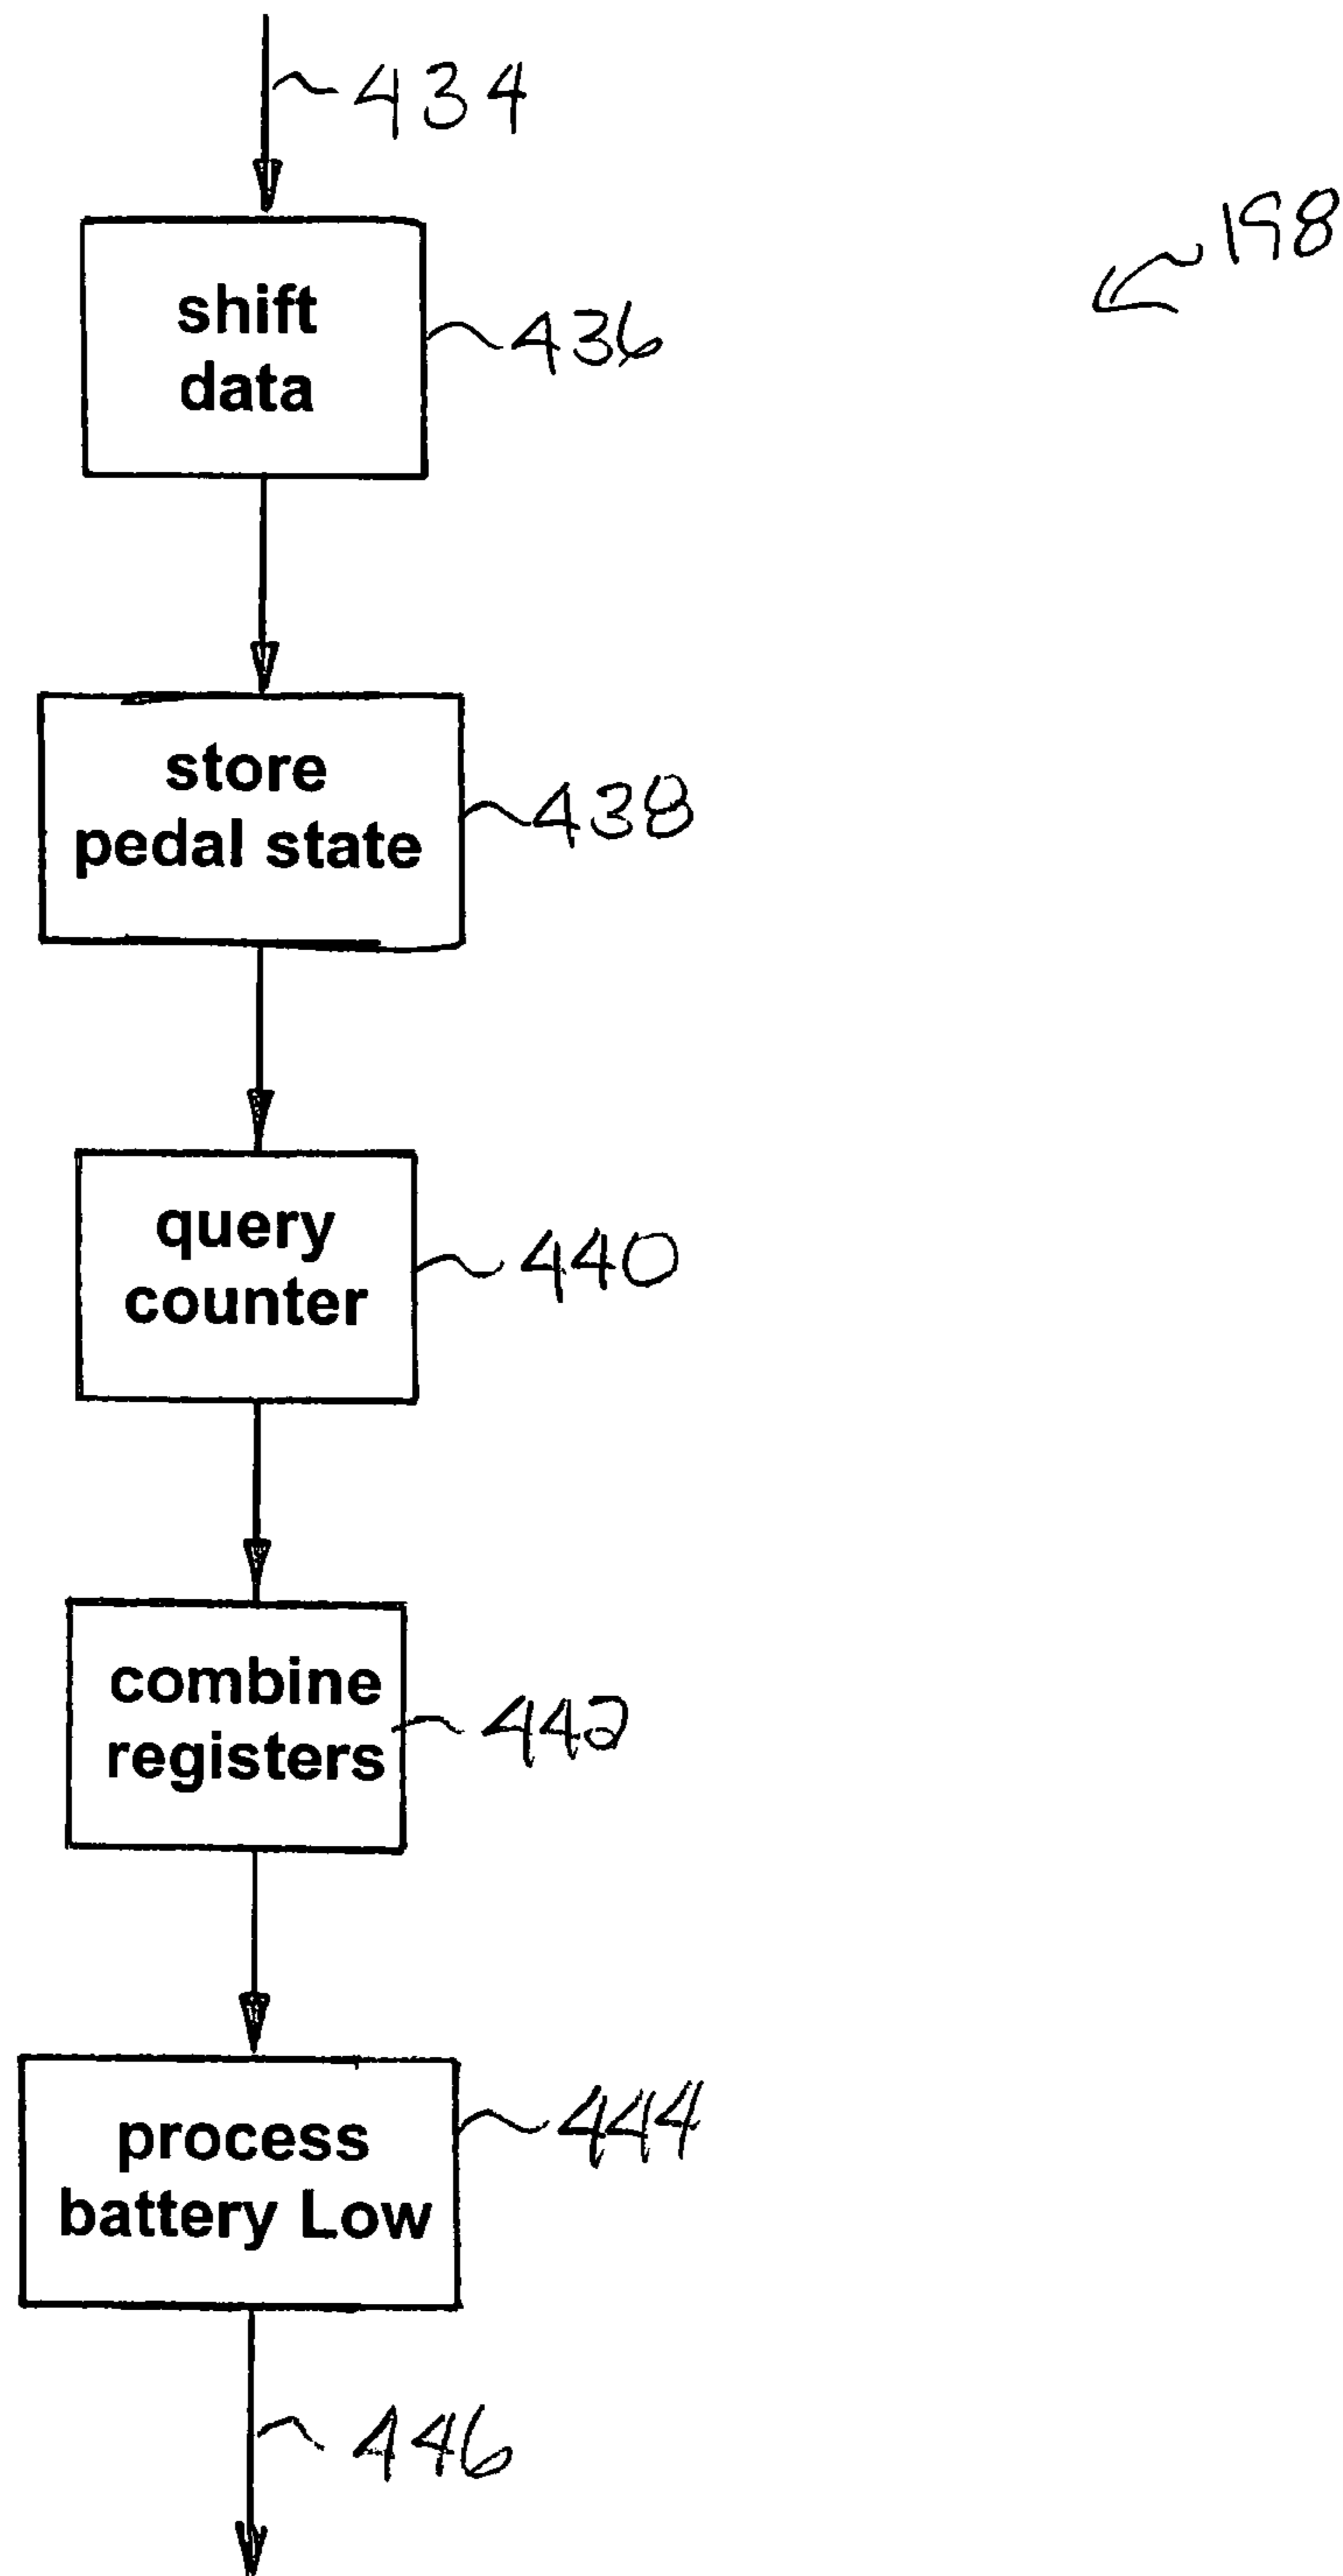 434
198
shift
data
436
store
pedal state
438
query
counter
440
combine
registers
442
process
battery Low
444
446